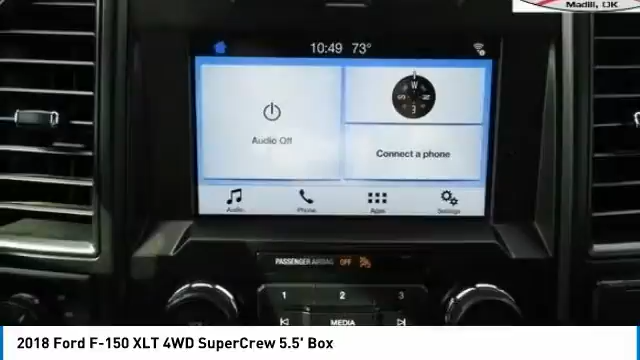 Madill, OK
10:49 73°
W
S N
E
Audio Off
Connect a phone
Audio Phone Apps Settings
PASSENGER AIRBAG OFF
1 2 3
MEDIA
2018 Ford F-150 XLT 4WD SuperCrew 5.5' Box